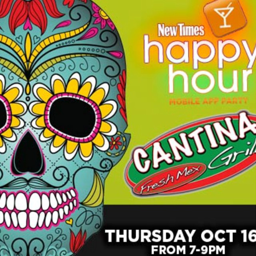 New Times
happy
hour
MOBILE APP PARTY
CANTINA
Fresh Mex Grill
THURSDAY OCT 16
FROM 7-9PM